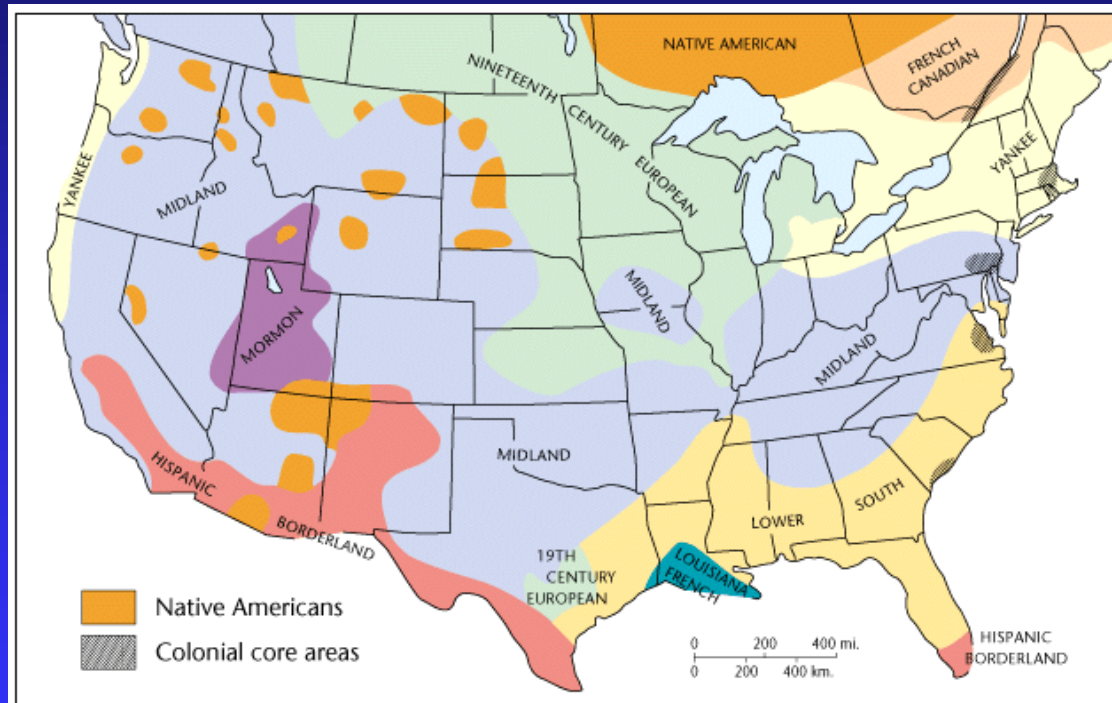 NATIVE AMERICAN
FRENCH
CANADIAN
NINETEENTH
CENTURY
EUROPEAN
YANKEE
YANKEE
MIDLAND
MIDLAND
MORMON
MIDLAND
HISPANIC
BORDERLAND
MIDLAND
LOWER
SOUTH
19TH
CENTURY
EUROPEAN
LOUISIANA
FRENCH
HISPANIC
BORDERLAND
Native Americans
Colonial core areas
0 200 400 mi.
0 200 400 km.